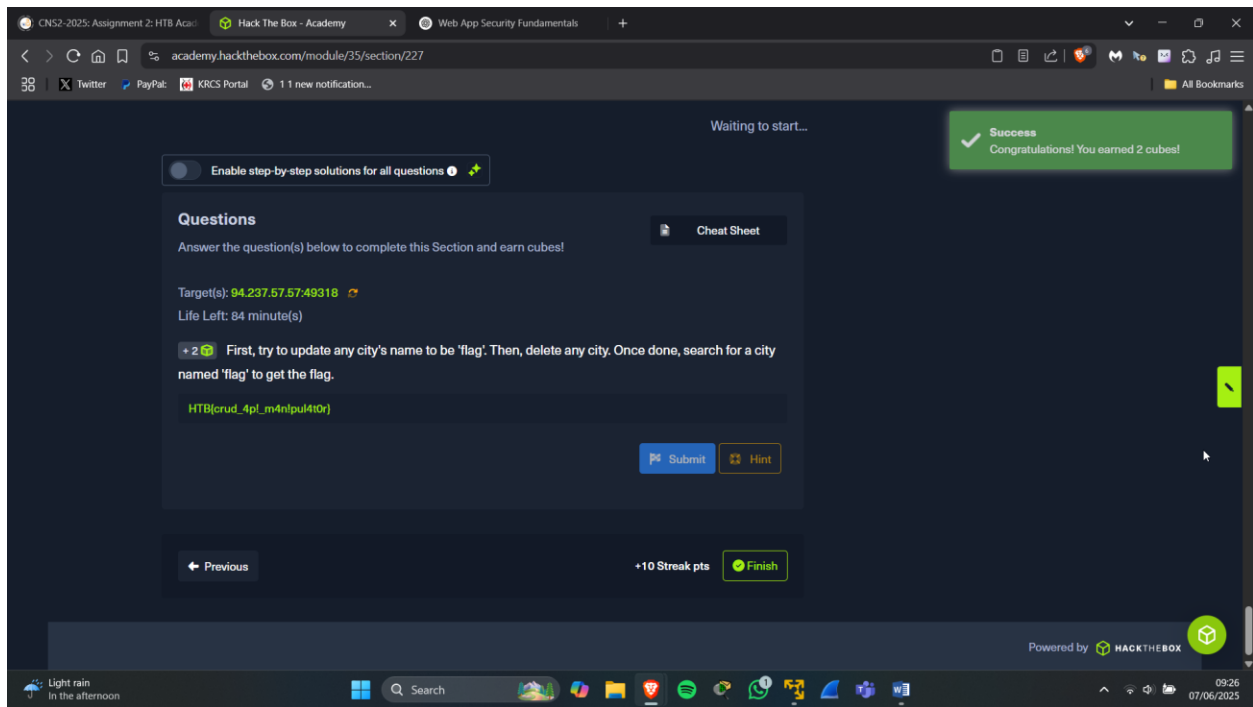 CNS2-2025: Assignment 2: HTB Acad
Hack The Box - Academy
Web App Security Fundamentals
academy.hackthebox.com/module/35/section/227
Twitter
PayPal:
KRCS Portal
1 1 new notification...
All Bookmarks
Waiting to start...
Success
Congratulations! You earned 2 cubes!
Enable step-by-step solutions for all questions
Questions
Cheat Sheet
Answer the question(s) below to complete this Section and earn cubes!
Target(s): 94.237.57.57:49318
Life Left: 84 minute(s)
+ 2 First, try to update any city's name to be 'flag'. Then, delete any city. Once done, search for a city
named 'flag' to get the flag.
HTB{crud_4p!_m4n!pul4t0r}
Submit
Hint
Previous
+10 Streak pts
Finish
Powered by HACKTHEBOX
Light rain
In the afternoon
Search
1
09:26
07/06/2025